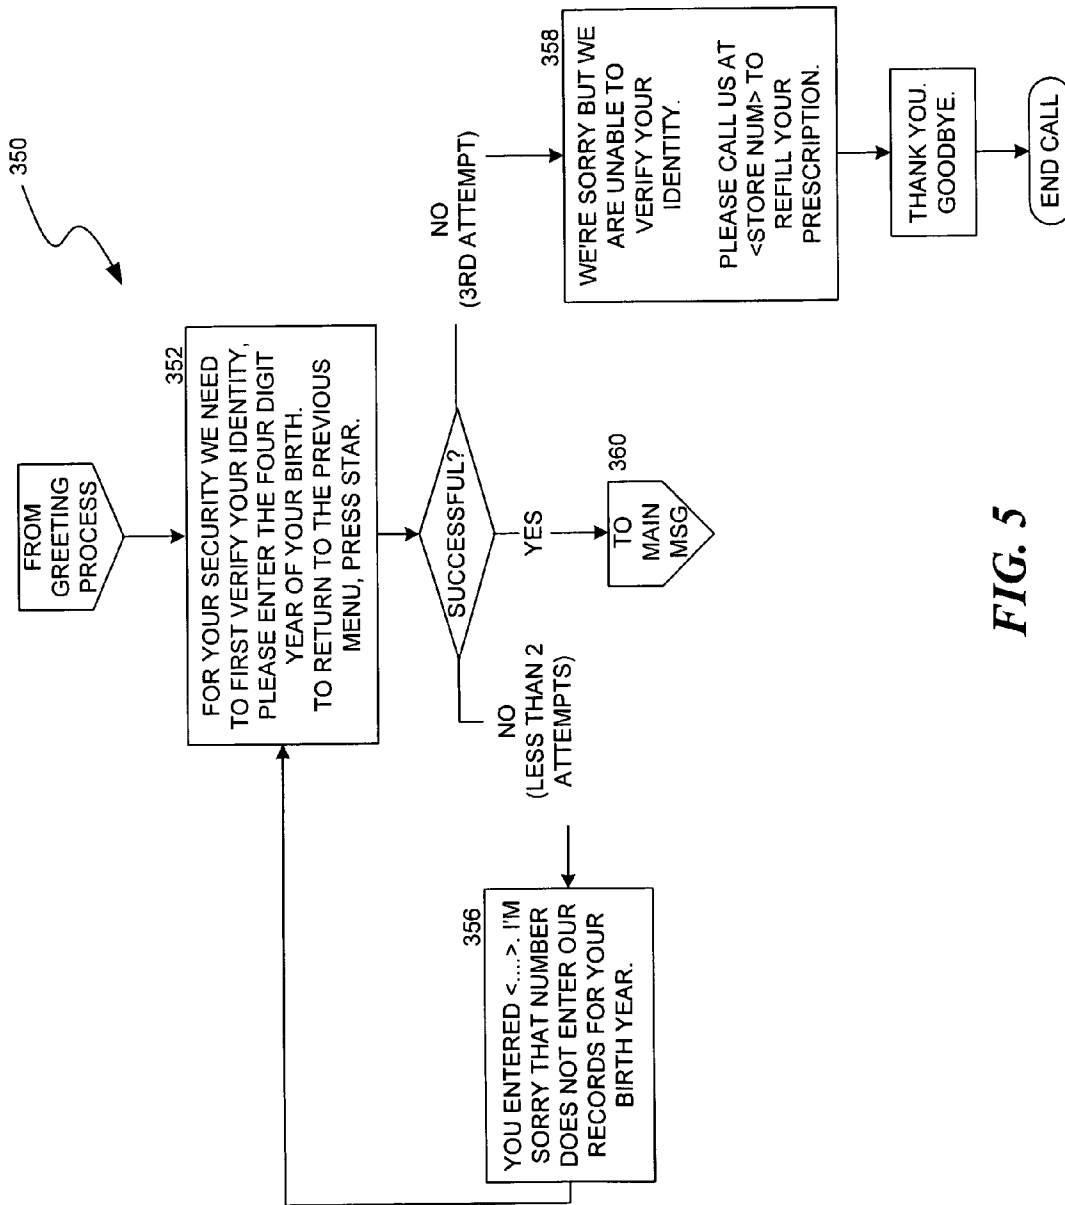 350
FROM
GREETING
PROCESS
352
FOR YOUR SECURITY WE NEED
TO FIRST VERIFY YOUR IDENTITY,
PLEASE ENTER THE FOUR DIGIT
YEAR OF YOUR BIRTH.
TO RETURN TO THE PREVIOUS
MENU, PRESS STAR.
SUCCESSFUL?
NO
(LESS THAN 2
ATTEMPTS)
YES
NO
(3RD ATTEMPT)
356
YOU ENTERED <....>. I'M
SORRY THAT NUMBER
DOES NOT ENTER OUR
RECORDS FOR YOUR
BIRTH YEAR.
360
TO
MAIN
MSG
358
WE'RE SORRY BUT WE
ARE UNABLE TO
VERIFY YOUR
IDENTITY.
PLEASE CALL US AT
<STORE NUM> TO
REFILL YOUR
PRESCRIPTION.
THANK YOU.
GOODBYE.
END CALL
FIG. 5